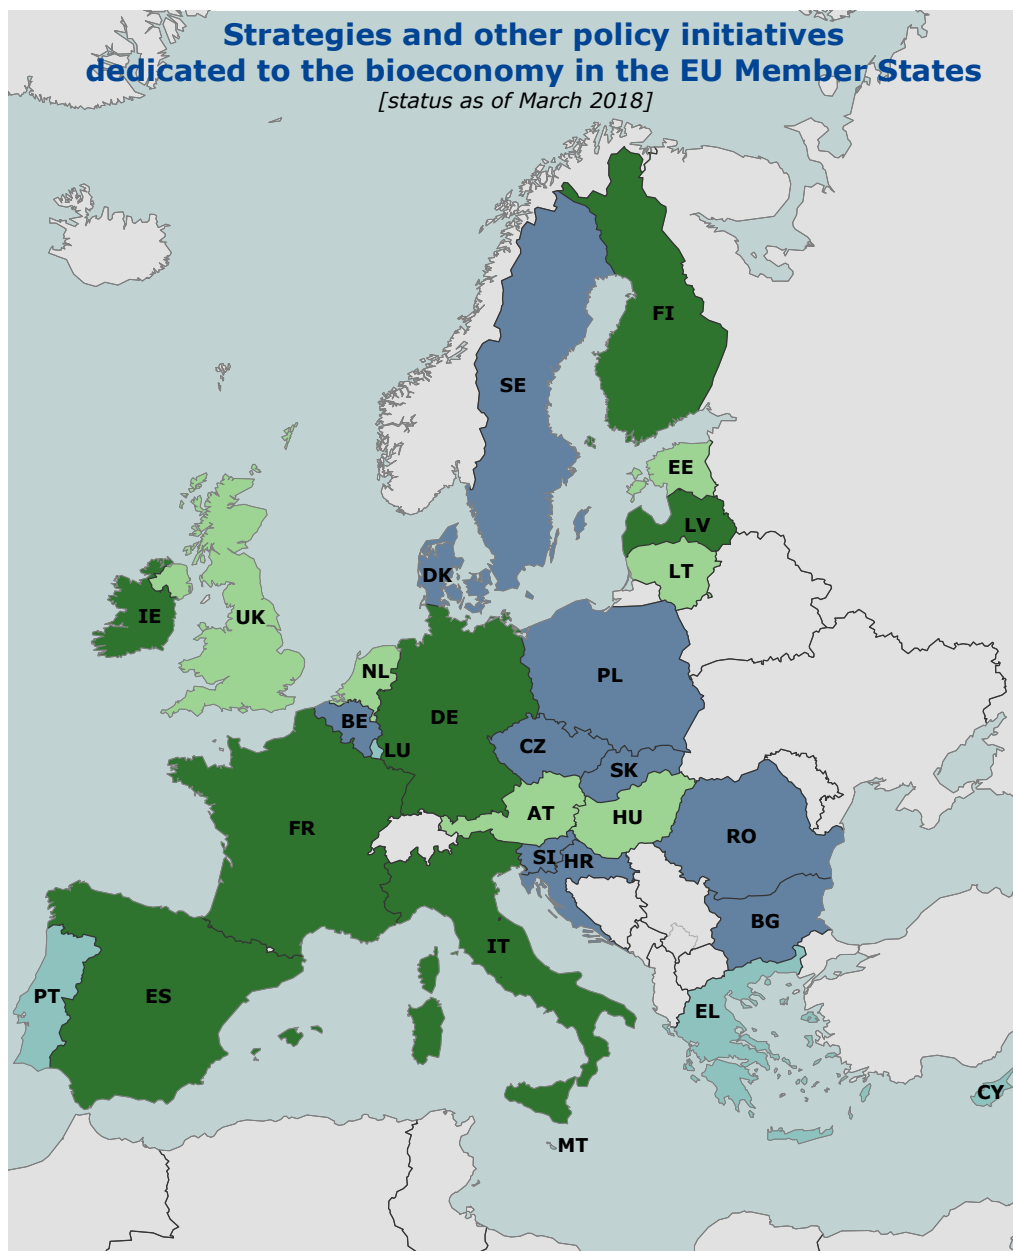 Strategies and other policy initiatives
dedicated to the bioeconomy in the EU Member States
[status as of March 2018]
FI
SE
EE
LV
DK
LT
IE
UK
NL
PL
BE
DE
LU
CZ
SK
AT
HU
FR
RO
SI
HR
BG
IT
PT
ES
EL
CY
MT